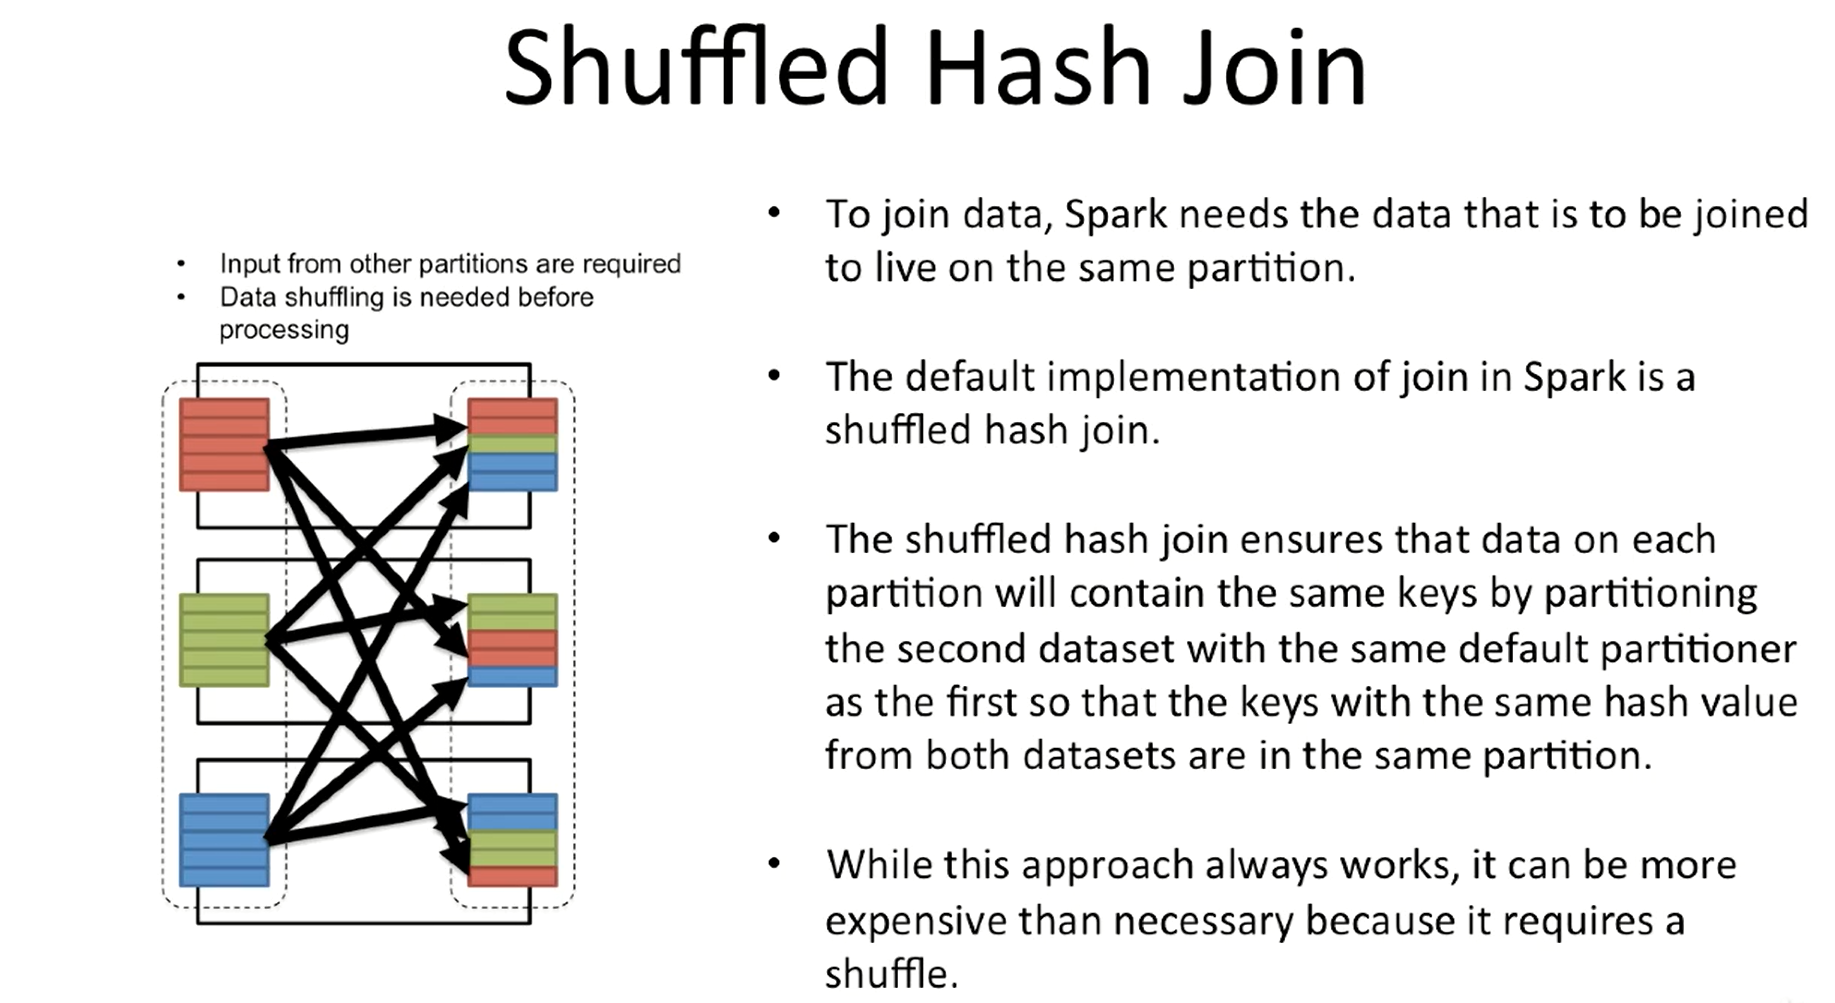 Shuffled Hash Join
• Input from other partitions are required
• Data shuffling is needed before
processing
• To join data, Spark needs the data that is to be joined
to live on the same partition.
• The default implementation of join in Spark is a
shuffled hash join.
• The shuffled hash join ensures that data on each
partition will contain the same keys by partitioning
the second dataset with the same default partitioner
as the first so that the keys with the same hash value
from both datasets are in the same partition.
• While this approach always works, it can be more
expensive than necessary because it requires a
shuffle.